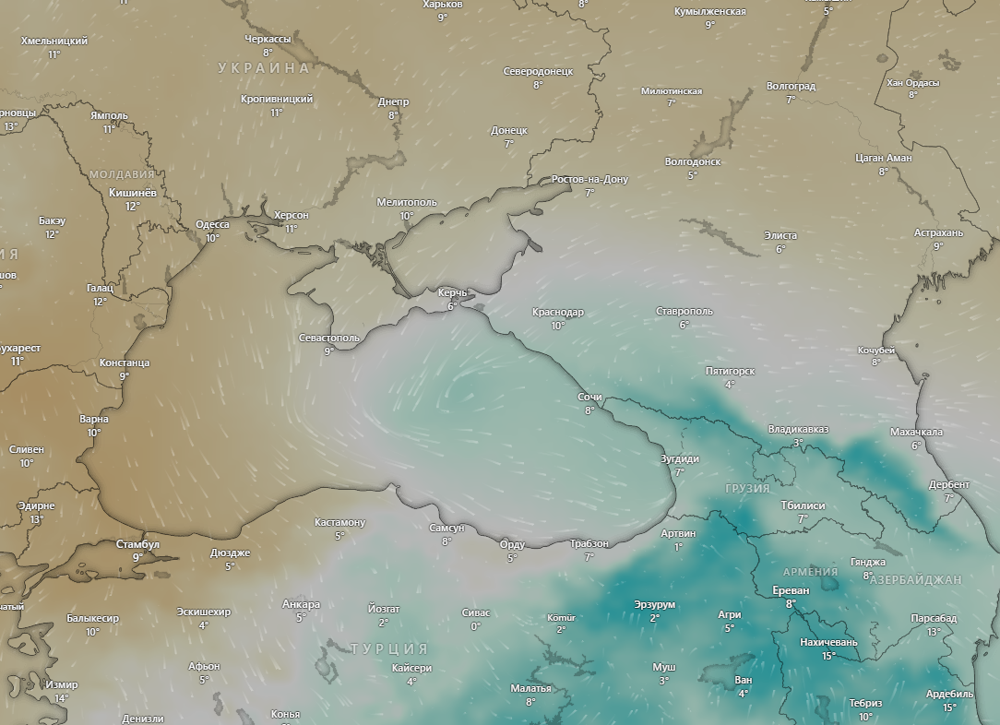 11°
Харьков
9°
8°
Кумылженская
9°
5°
Хмельницкий
11°
Черкассы
8°
УКРАИНА
Северодонецк
8°
Милютинская
7°
Волгоград
7°
Хан Ордасы
8°
Кропивницкий
11°
Днепр
8°
13°
Ямполь
11°
Донецк
7°
Волгодонск
5°
Цаган Аман
8°
МОЛДАВИЯ
Кишинёв
12°
Ростов-на-Дону
7°
Мелитополь
10°
Херсон
11°
Одесса
10°
Бакэу
12°
Элиста
6°
Астрахань
9°
ИЯ
Галац
12°
Керчь
6°
Краснодар
10°
Ставрополь
6°
Севастополь
9°
11°
Констанца
9°
Кочубей
8°
Пятигорск
4°
Сочи
8°
Варна
10°
Владикавказ
3°
Махачкала
6°
Сливен
10°
Зугдиди
7°
ГРУЗИЯ
Дербент
7°
Эдирне
13°
Тбилиси
7°
Кастамону
5°
Самсун
8°
Орду
5°
Трабзон
7°
Артвин
1°
Стамбул
9°
Дюздже
5°
Гянджа
8°
АРМЕНИЯ
АЗЕРБАЙДЖАН
Ереван
8°
Балыкесир
10°
Эскишехир
4°
Анкара
5°
Йозгат
2°
Сивас
0°
Kömür
2°
Эрзурум
2°
Агри
5°
Парсабад
13°
Нахичевань
15°
ТУРЦИЯ
Афьон
5°
Кайсери
4°
Муш
3°
Ван
4°
Измир
14°
Малатья
8°
Ардебиль
15°
Тебриз
10°
Денизли
Конья